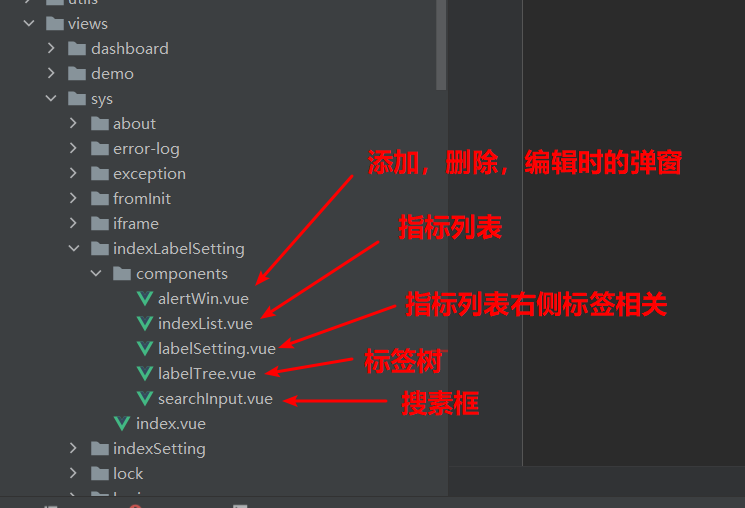 utils
views
dashboard
demo
sys
about
error-log
添加，删除，编辑时的弹窗
exception
fromInit
指标列表
iframe
indexLabelSetting
components
alertWin.vue
指标列表右侧标签相关
indexList.vue
labelSetting.vue
标签树
labelTree.vue
searchInput.vue
搜素框
index.vue
indexSetting
lock